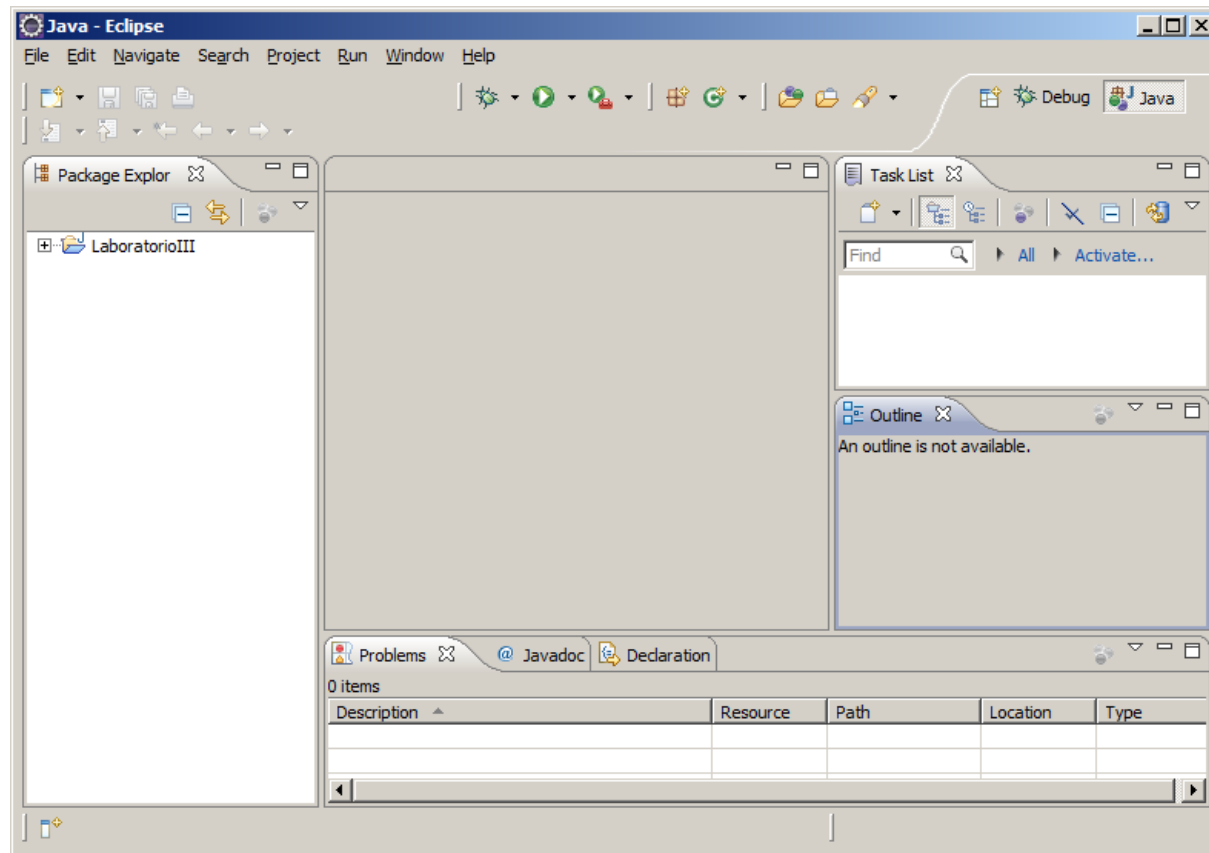 Java - Eclipse
File Edit Navigate Search Project Run Window Help
Debug Java
Package Explor
LaboratorioIII
Task List
Find All Activate...
Outline
An outline is not available.
Problems @ Javadoc Declaration
0 items
Description Resource Path Location Type